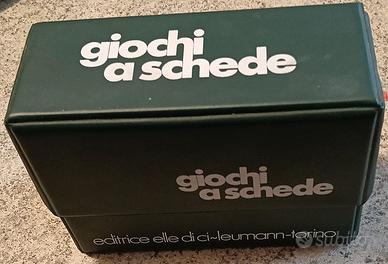 giochi
a schede
giochi
a schede
editrice elle di ci~leumann-torino
subito